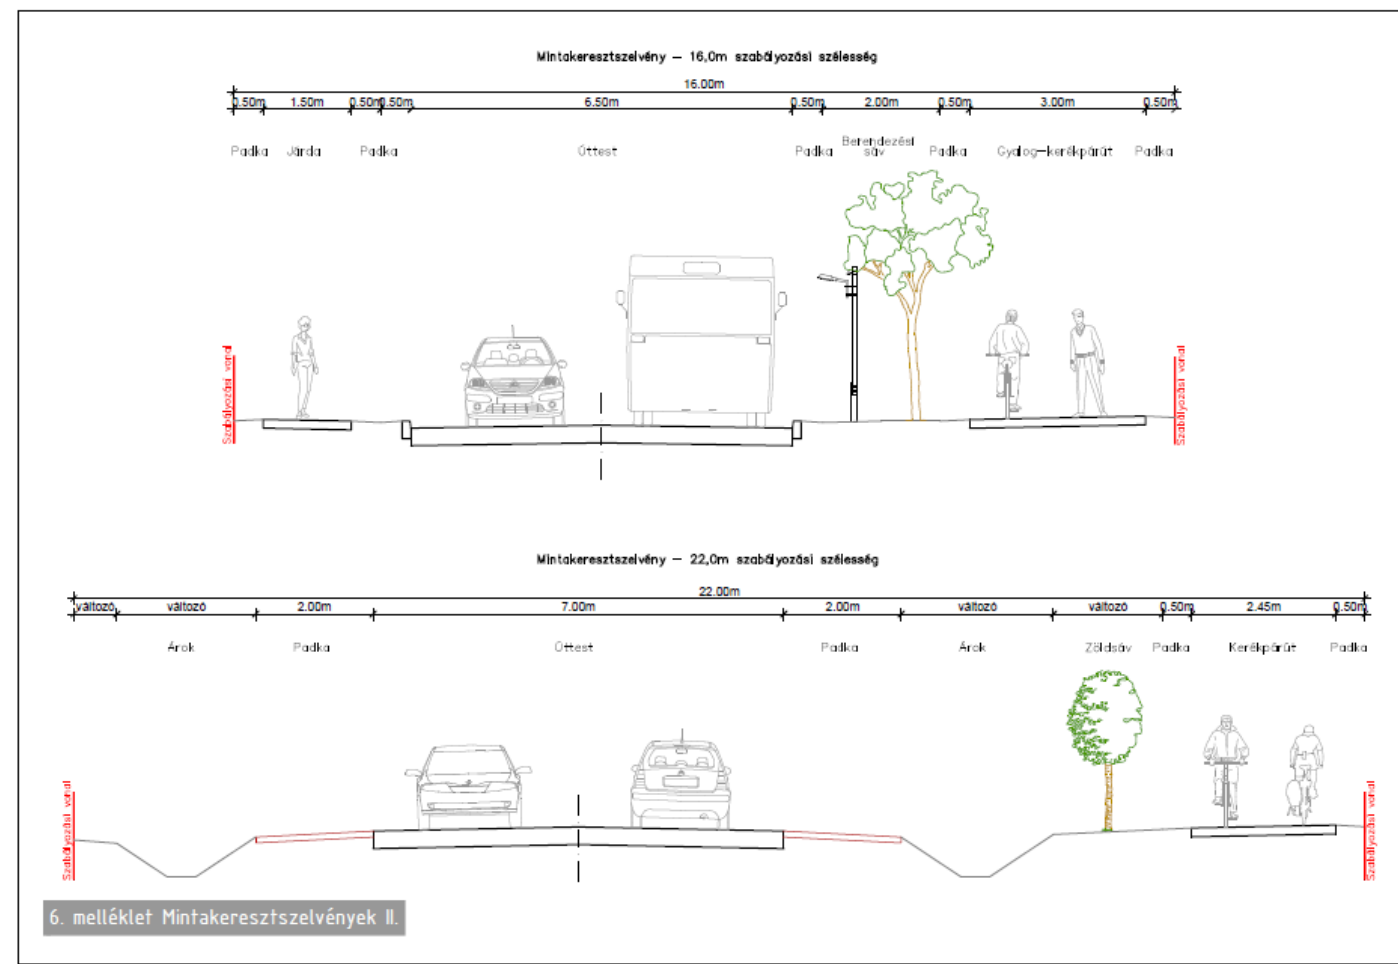 Mintakeresztszelvény – 16,0m szabályozási szélesség
16.00m
0.50m 1.50m 0.50m 0.50m 6.50m 0.50m 2.00m 0.50m 3.00m 0.50m
Padka Járda Padka Úttest Padka Berendezési sáv Padka Gyalog-kerékpárút Padka
Szabályozási vonal
Szabályozási vonal
Mintakeresztszelvény – 22,0m szabályozási szélesség
22.00m
változó változó 2.00m 7.00m 2.00m változó változó 0.50m 2.45m 0.50m
Árok Padka Úttest Padka Árok Zöldsáv Padka Kerékpárút Padka
Szabályozási vonal
Szabályozási vonal
6. melléklet Mintakeresztszelvények II.